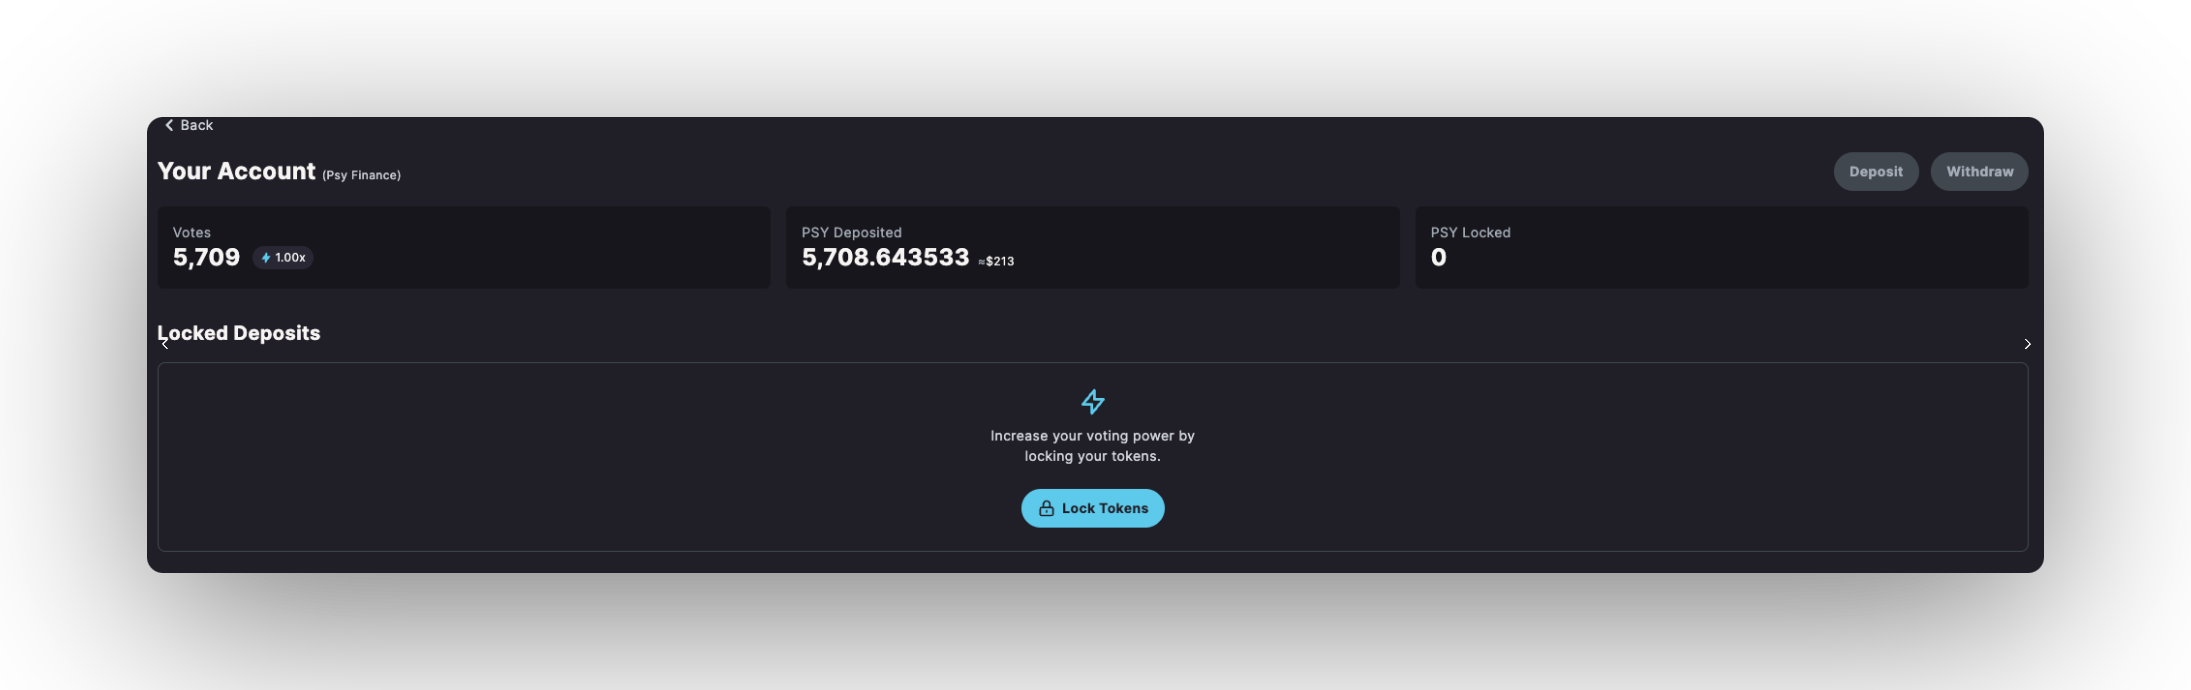 Back
Your Account (Psy Finance)
Deposit
Withdraw
Votes
5,709 1.00x
PSY Deposited
5,708.643533 ≈$213
PSY Locked
0
Locked Deposits
Increase your voting power by
locking your tokens.
Lock Tokens